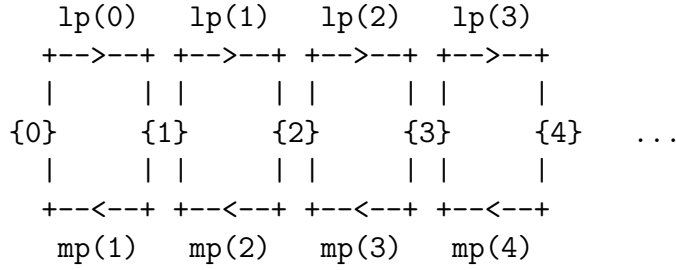 lp(0) lp(1) lp(2) lp(3)
+-->--+ +-->--+ +-->--+ +-->--+
| | | | | | | |
{0} {1} {2} {3} {4} ...
| | | | | | | |
+--<--+ +--<--+ +--<--+ +--<--+
mp(1) mp(2) mp(3) mp(4)